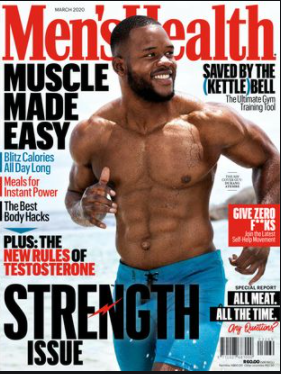 MARCH 2020
Men'sHealth
MUSCLE
MADE
EASY
Blitz Calories
All Day Long
Meals for
Instant Power
The Best
Body Hacks
PLUS: THE
NEW RULES OF
TESTOSTERONE
SAVED BY THE
(KETTLE)BELL
The Ultimate Gym
Training Tool
GIVE ZERO
F**KS
Join the Latest
Self-Help Movement
SPECIAL REPORT
ALL MEAT.
ALL THE TIME.
Any Questions?
STRENGTH
ISSUE